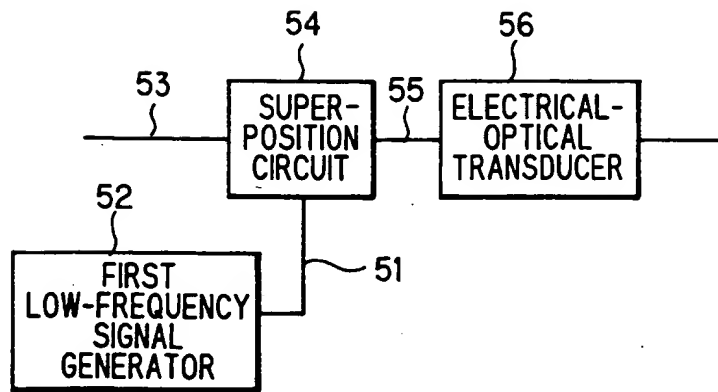 54
56
53
SUPER-
POSITION
CIRCUIT
55
ELECTRICAL-
OPTICAL
TRANSDUCER
52
51
FIRST
LOW-FREQUENCY
SIGNAL
GENERATOR